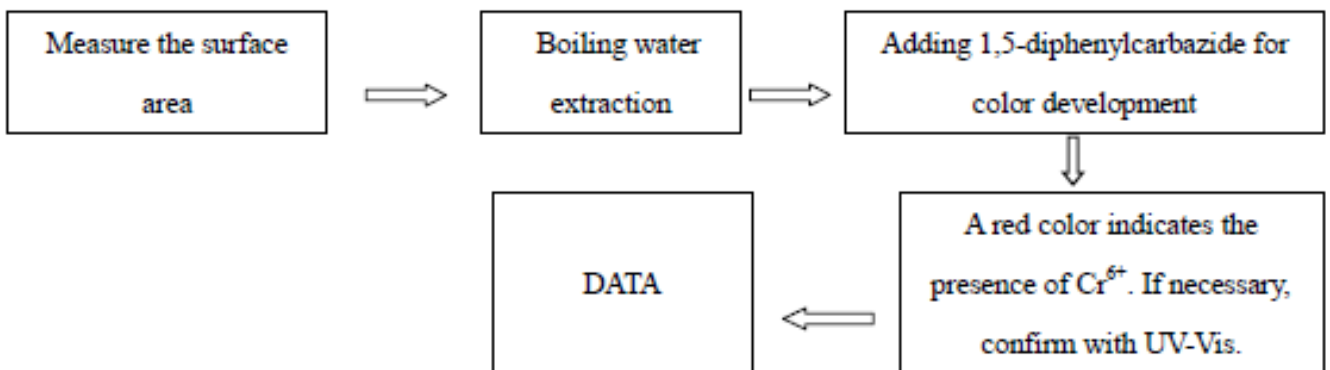 Measure the surface
area
Boiling water
extraction
Adding 1,5-diphenylcarbazide for
color development
A red color indicates the
presence of Cr⁶⁺. If necessary,
confirm with UV-Vis.
DATA